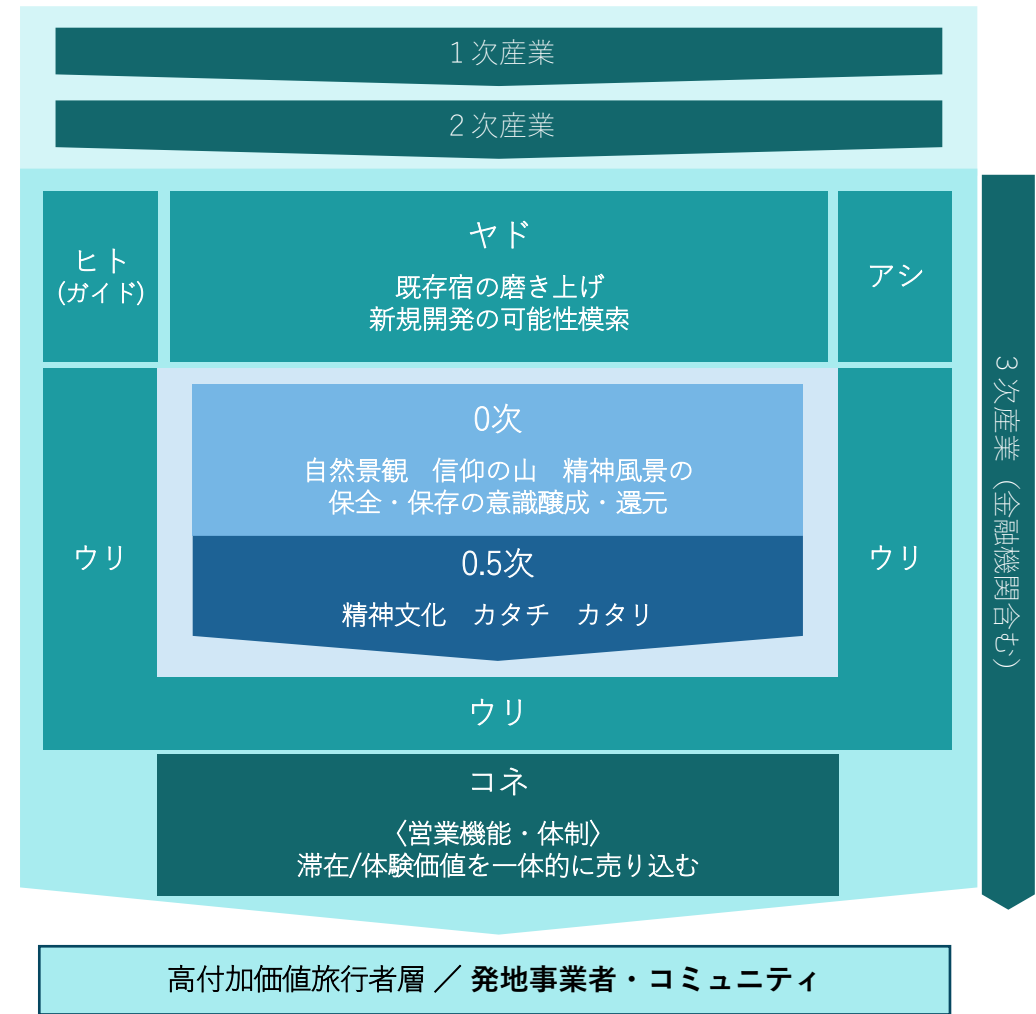 1次産業
2次産業
ヒト
(ガイド)
ヤド
既存宿の磨き上げ
新規開発の可能性模索
アシ
3次産業（金融機関含む）
0次
自然景観　信仰の山　精神風景の
保全・保存の意識醸成・還元
0.5次
精神文化　カタチ　カタリ
ウリ
ウリ
ウリ
コネ
〈営業機能・体制〉
滞在/体験価値を一体的に売り込む
高付加価値旅行者層 ／ 発地事業者・コミュニティ